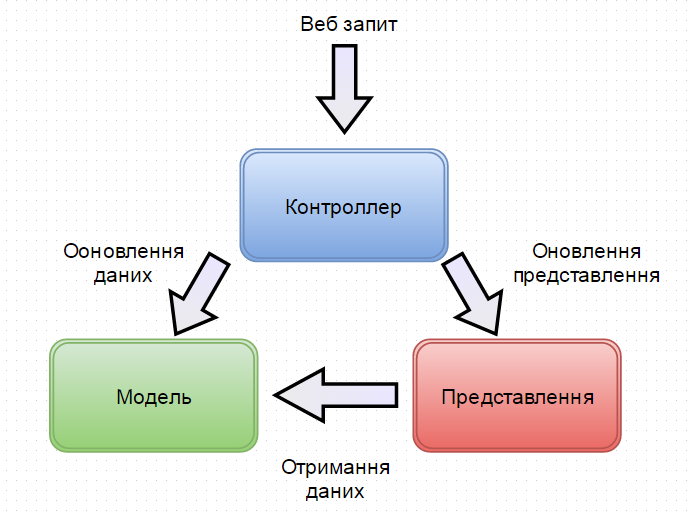 Веб запит
Контроллер
Ооновлення
даних
Оновлення
представлення
Модель
Представлення
Отримання
даних